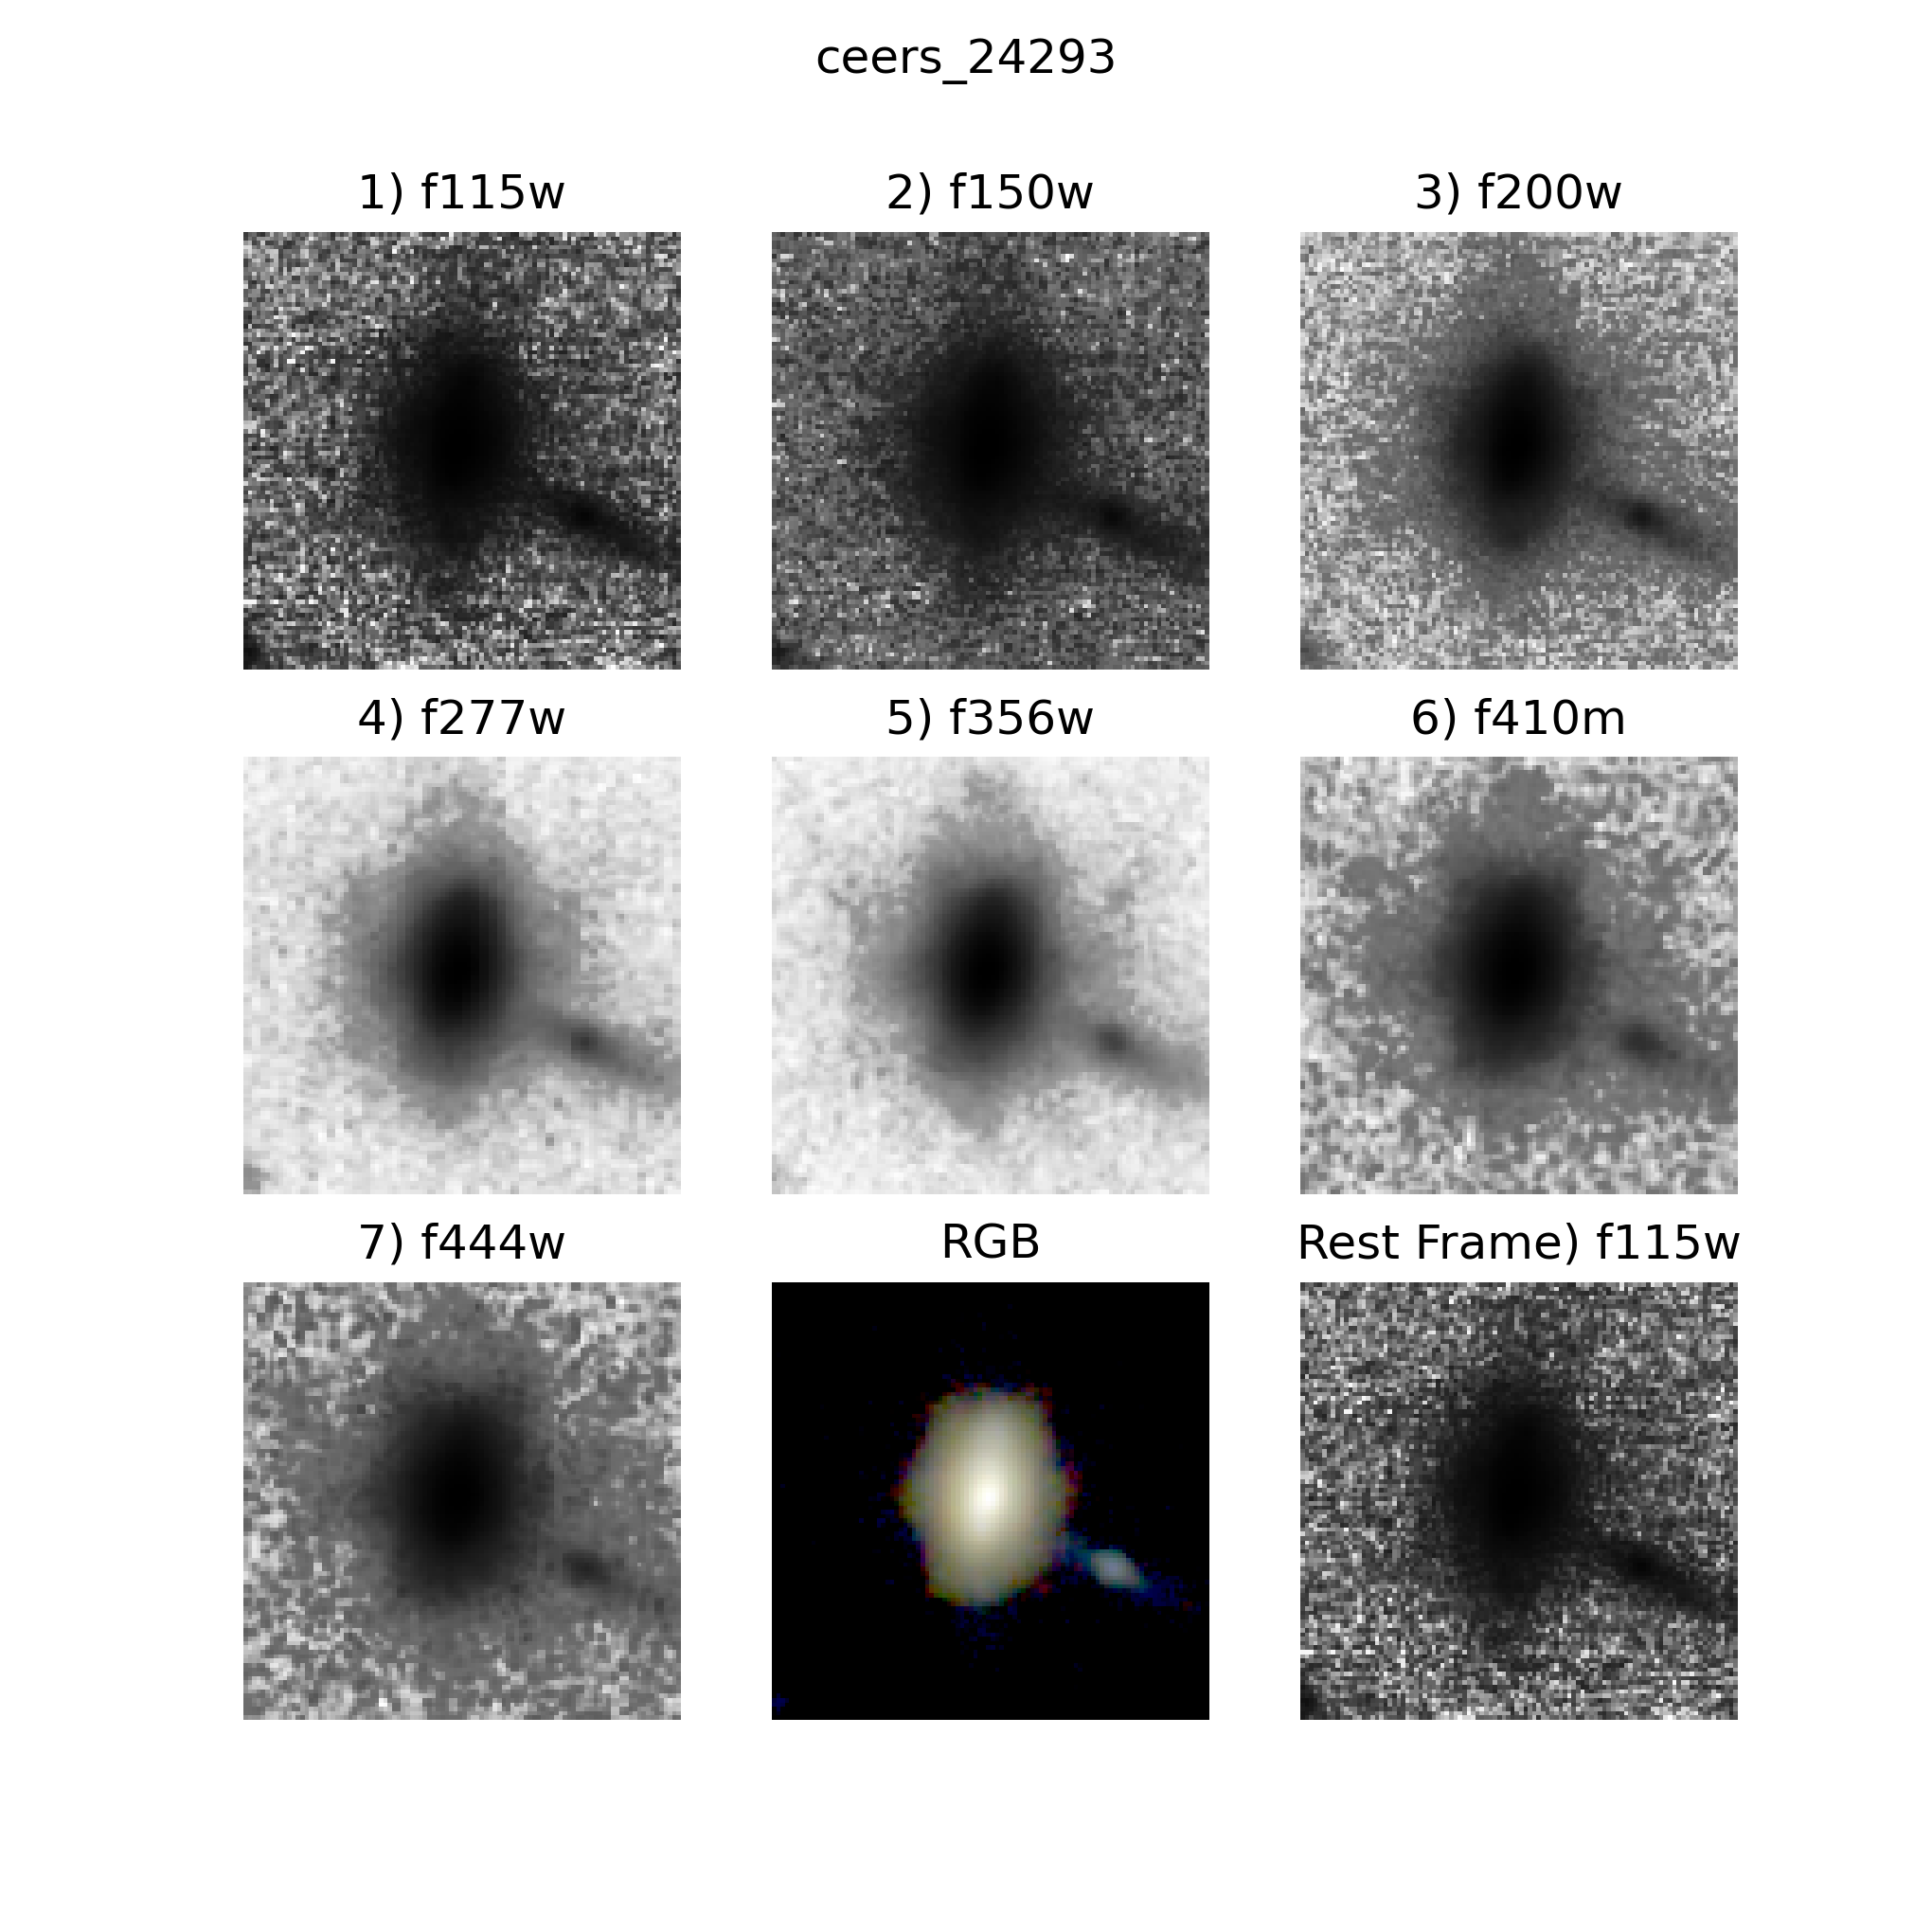 ceers_24293
1) f115w
2) f150w
3) f200w
4) f277w
5) f356w
6) f410m
7) f444w
RGB
Rest Frame) f115w